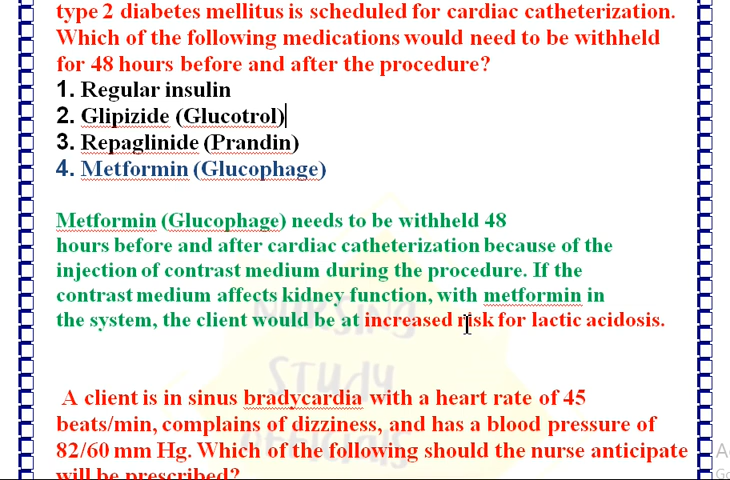 type 2 diabetes mellitus is scheduled for cardiac catheterization.
Which of the following medications would need to be withheld
for 48 hours before and after the procedure?
1. Regular insulin
2. Glipizide (Glucotrol)
3. Repaglinide (Prandin)
4. Metformin (Glucophage)
Metformin (Glucophage) needs to be withheld 48
hours before and after cardiac catheterization because of the
injection of contrast medium during the procedure. If the
contrast medium affects kidney function, with metformin in
the system, the client would be at increased risk for lactic acidosis.
NURSING
STUDY
OFFICIALS
A client is in sinus bradycardia with a heart rate of 45
beats/min, complains of dizziness, and has a blood pressure of
82/60 mm Hg. Which of the following should the nurse anticipate
will be prescribed?